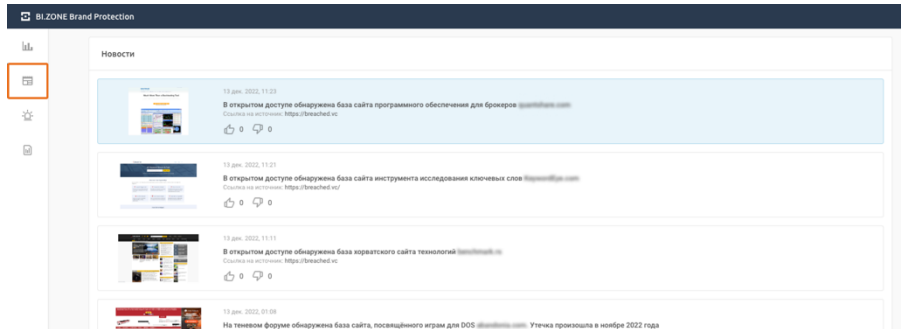 BI.ZONE Brand Protection
Новости
13 дек. 2022, 11:23
В открытом доступе обнаружена база сайта программного обеспечения для брокеров
Ссылка на источник: https://breached.vc
0 0
13 дек. 2022, 11:21
В открытом доступе обнаружена база сайта инструмента исследования ключевых слов
Ссылка на источник: https://breached.vc/
0 0
13 дек. 2022, 11:11
В открытом доступе обнаружена база хорватского сайта технологий
Ссылка на источник: https://breached.vc
0 0
13 дек. 2022, 01:08
На теневом форуме обнаружена база сайта, посвящённого играм для DOS Утечка произошла в ноябре 2022 года